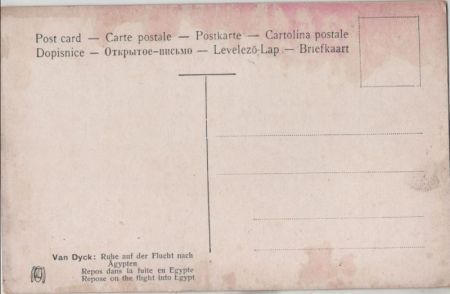 Post card — Carte postale — Postkarte — Cartolina postale
Dopisnice — Открытое-письмо — Levelező-Lap — Briefkaart
Van Dyck: Ruhe auf der Flucht nach
Ägypten
Repos dans la fuite en Egypte
Repose on the flight into Egypt